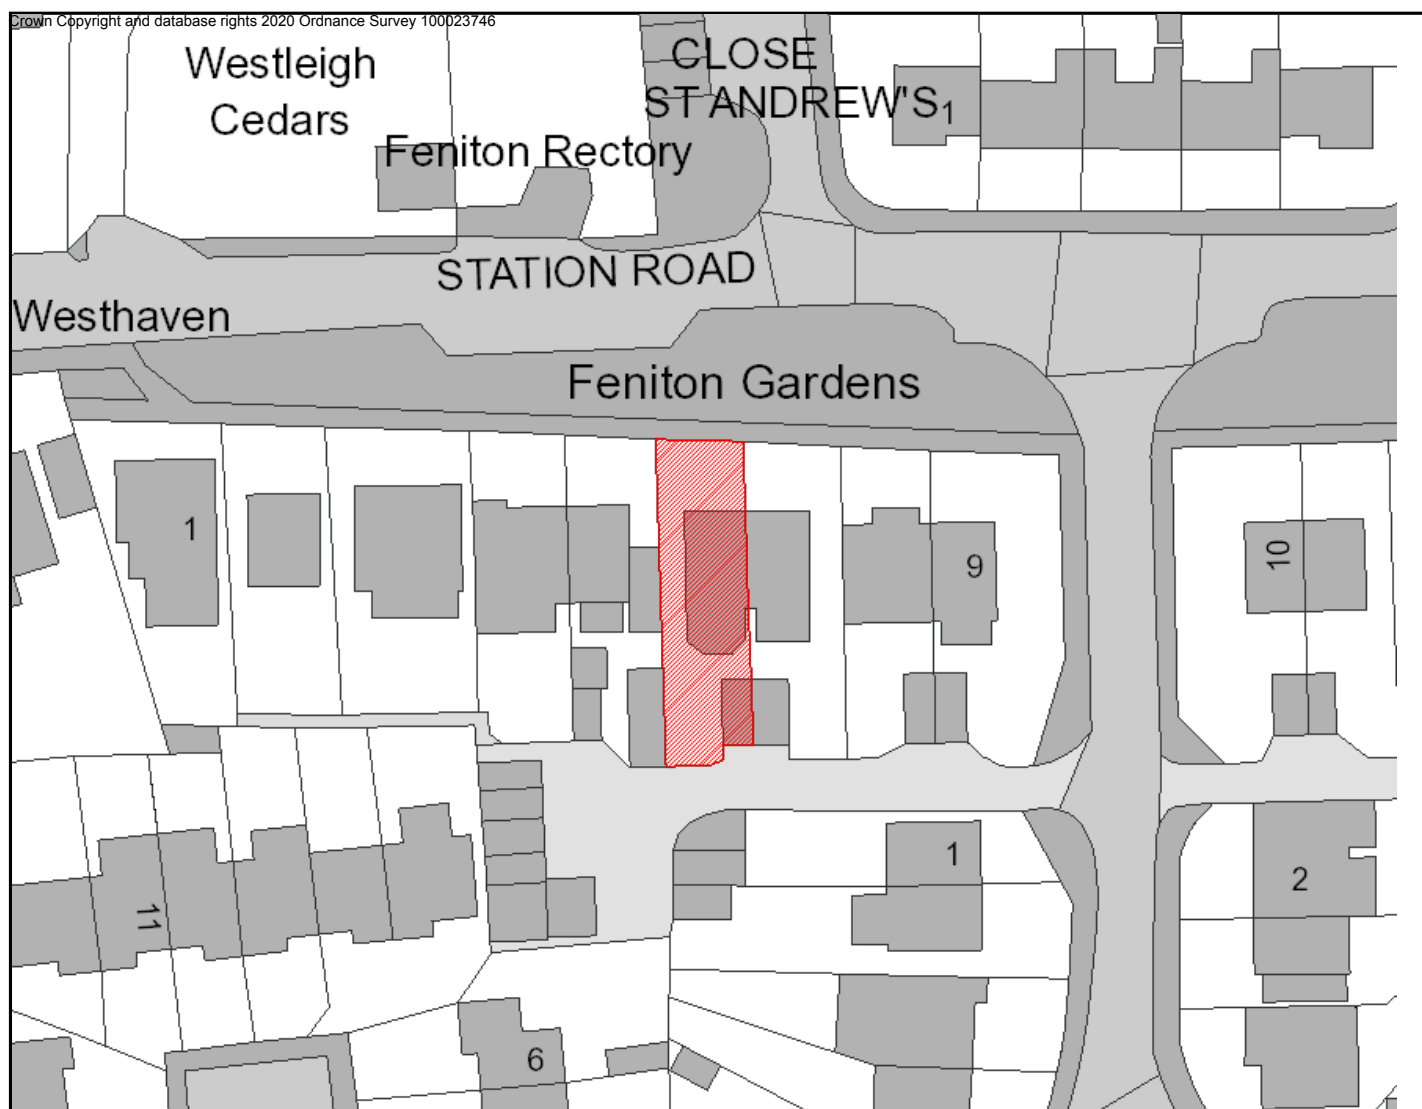 Crown Copyright and database rights 2020 Ordnance Survey 100023746
Westleigh
Cedars
CLOSE
ST ANDREW'S
1
Feniton Rectory
STATION ROAD
Westhaven
Feniton Gardens
1
9
10
11
1
2
6